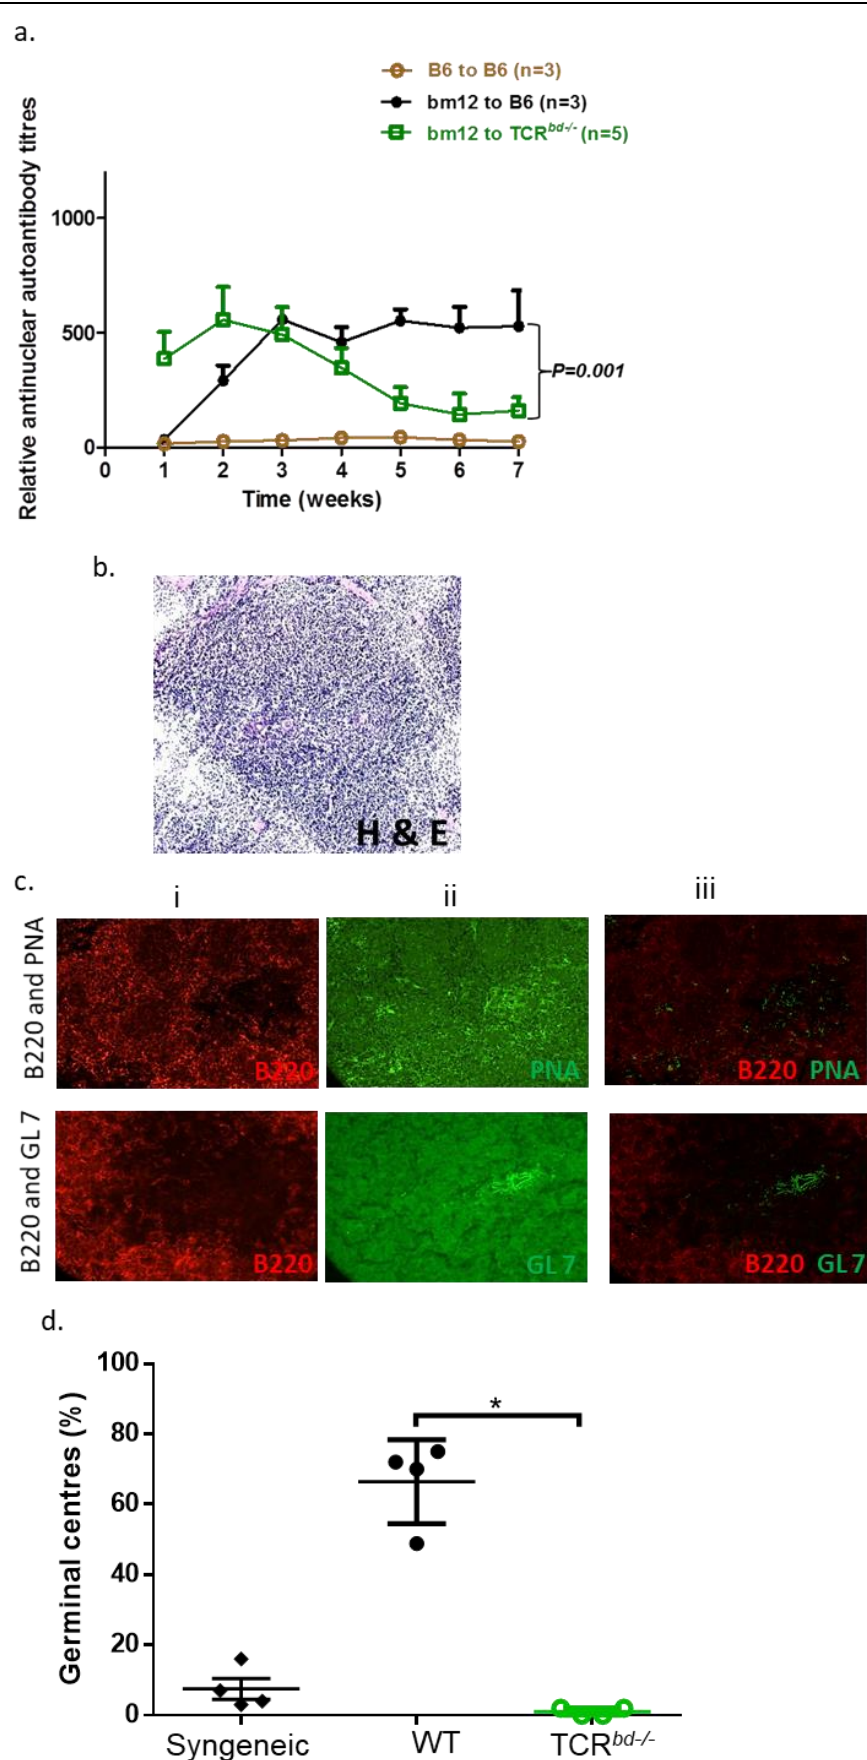 a.
B6 to B6 (n=3)
bm12 to B6 (n=3)
bm12 to TCRbd-/- (n=5)
Relative antinuclear autoantibody titres
1000
500
0
0 1 2 3 4 5 6 7
Time (weeks)
P=0.001
b.
H & E
c.
i ii iii
B220 and PNA
B220
PNA
B220 PNA
B220 and GL 7
B220
GL 7
B220 GL 7
d.
Germinal centres (%)
100
80
60
40
20
0
*
Syngeneic WT TCRbd-/-